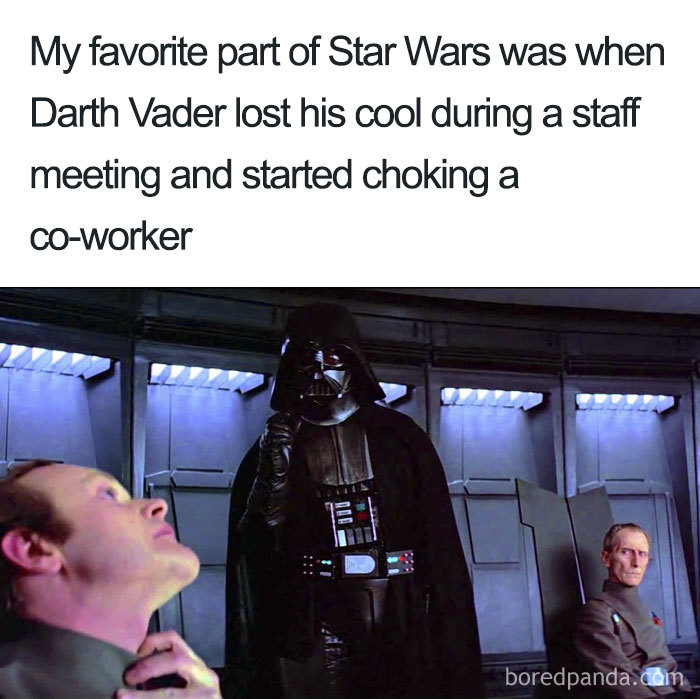 My favorite part of Star Wars was when
Darth Vader lost his cool during a staff
meeting and started choking a
co-worker
boredpanda.com